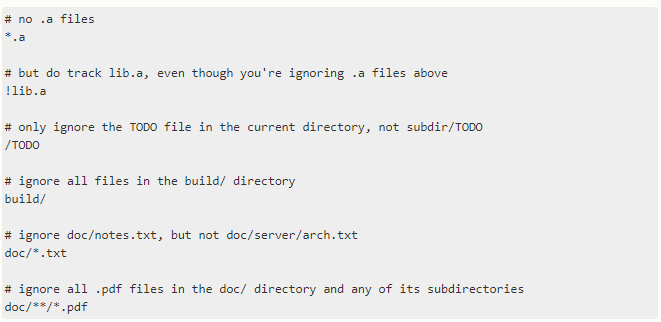 # no .a files
*.a
# but do track lib.a, even though you're ignoring .a files above
!lib.a
# only ignore the TODO file in the current directory, not subdir/TODO
/TODO
# ignore all files in the build/ directory
build/
# ignore doc/notes.txt, but not doc/server/arch.txt
doc/*.txt
# ignore all .pdf files in the doc/ directory and any of its subdirectories
doc/**/*.pdf